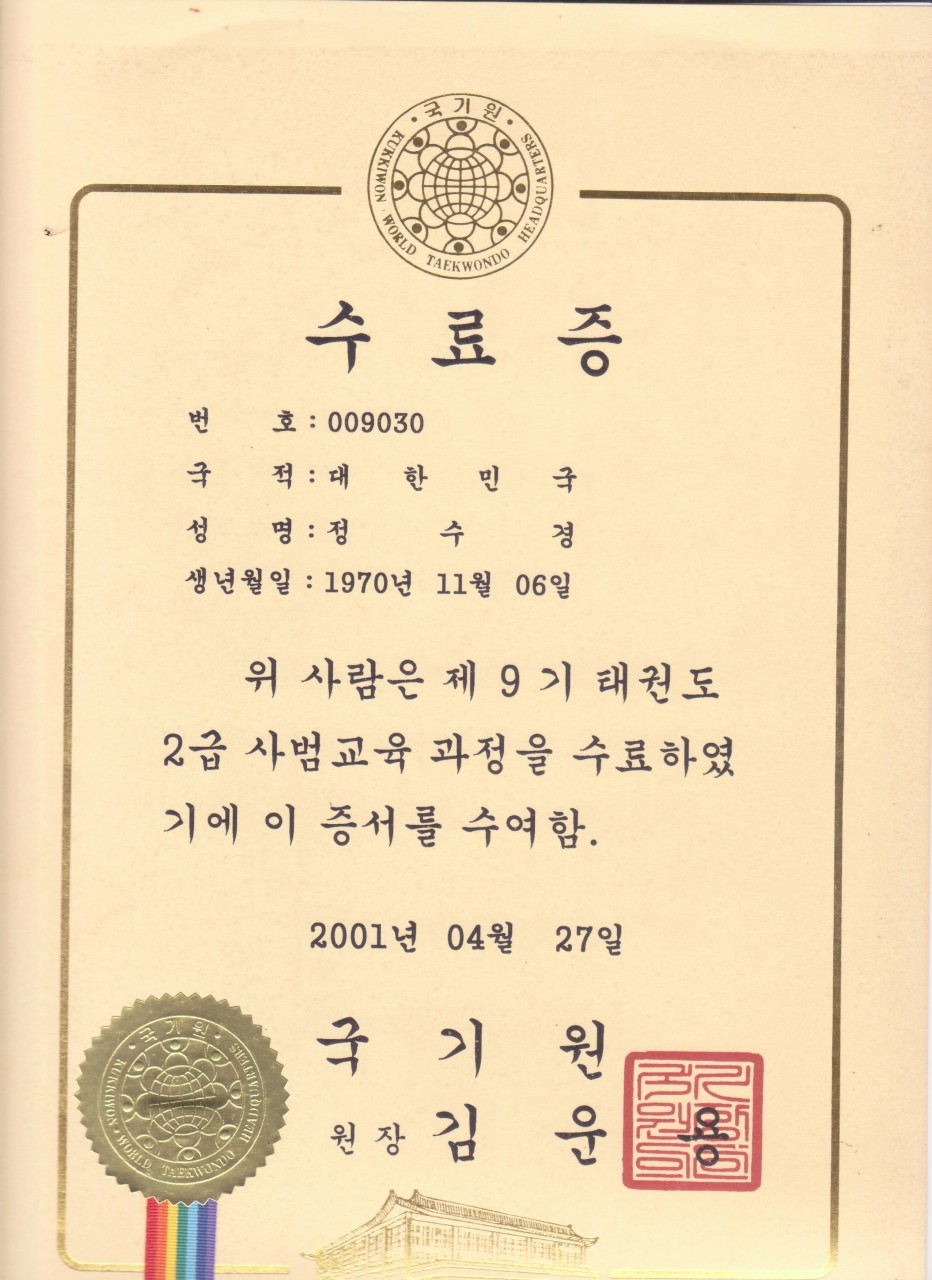 국기원
KUKKIWON · WORLD TAEKWONDO HEADQUARTERS
수 료 증
번 호 : 009030
국 적 : 대 한 민 국
성 명 : 정 수 경
생년월일 : 1970년 11월 06일
위 사람은 제 9 기 태권도
2급 사범교육 과정을 수료하였
기에 이 증서를 수여함.
2001년 04월 27일
국 기 원
원 장 김 운 용
국기원
KUKKIWON · WORLD TAEKWONDO HEADQUARTERS